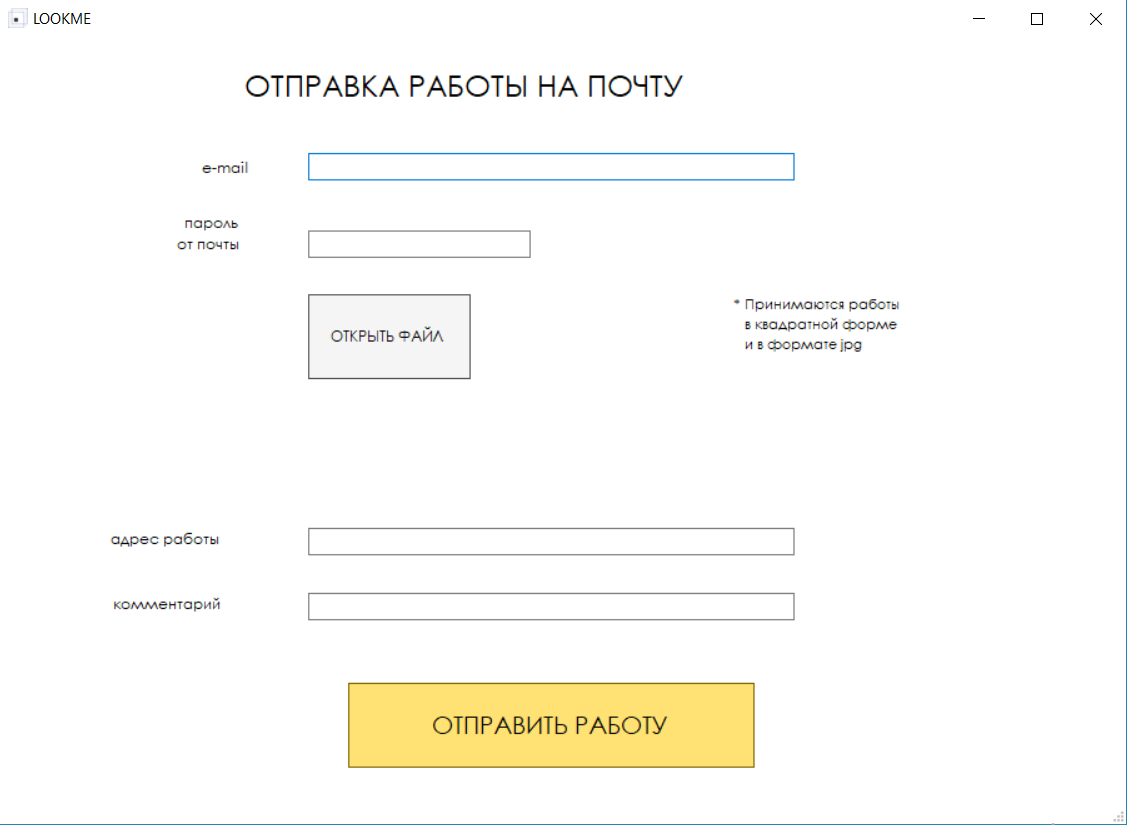 LOOKME
ОТПРАВКА РАБОТЫ НА ПОЧТУ
e-mail
пароль
от почты
ОТКРЫТЬ ФАЙЛ
* Принимаются работы
в квадратной форме
и в формате jpg
адрес работы
комментарий
ОТПРАВИТЬ РАБОТУ